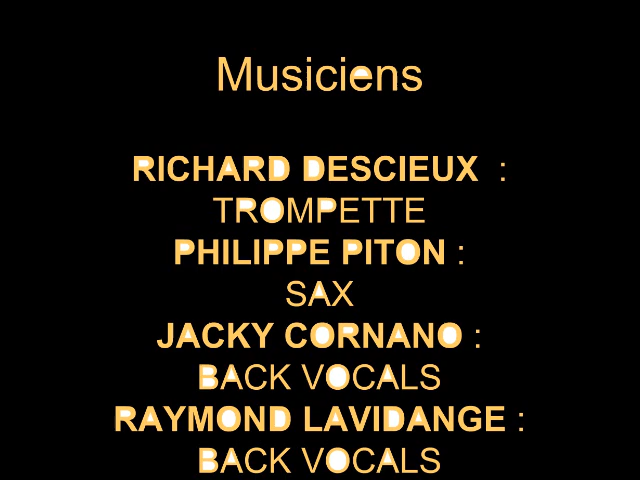 Musiciens
RICHARD DESCIEUX :
TROMPETTE
PHILIPPE PITON :
SAX
JACKY CORNANO :
BACK VOCALS
RAYMOND LAVIDANGE :
BACK VOCALS